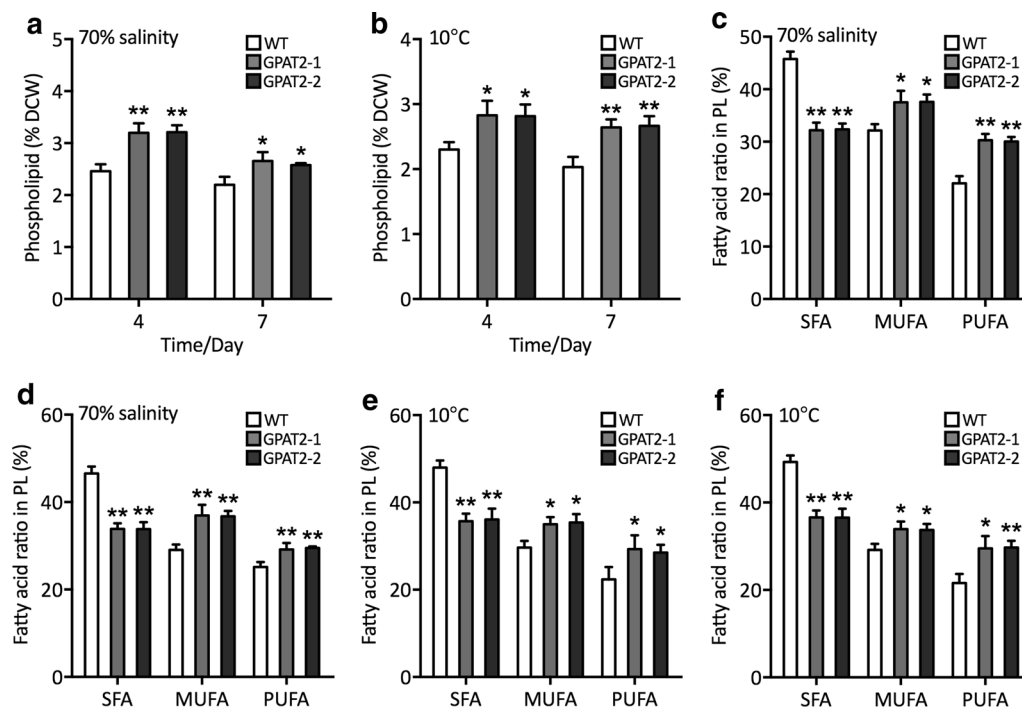 a
70% salinity
WT
GPAT2-1
GPAT2-2
Phospholipid (% DCW)
6
5
4
3
2
1
0
** **
* *
4 7
Time/Day
b
10°C
WT
GPAT2-1
GPAT2-2
Phospholipid (% DCW)
4
3
2
1
0
* *
** **
4 7
Time/Day
c
70% salinity
WT
GPAT2-1
GPAT2-2
Fatty acid ratio in PL (%)
50
40
30
20
10
0
** **
* *
** **
SFA MUFA PUFA
d
70% salinity
WT
GPAT2-1
GPAT2-2
Fatty acid ratio in PL (%)
60
40
20
0
** **
** **
** **
SFA MUFA PUFA
e
10°C
WT
GPAT2-1
GPAT2-2
Fatty acid ratio in PL (%)
60
40
20
0
** **
* *
* *
SFA MUFA PUFA
f
10°C
WT
GPAT2-1
GPAT2-2
Fatty acid ratio in PL (%)
60
40
20
0
** **
* *
* **
SFA MUFA PUFA